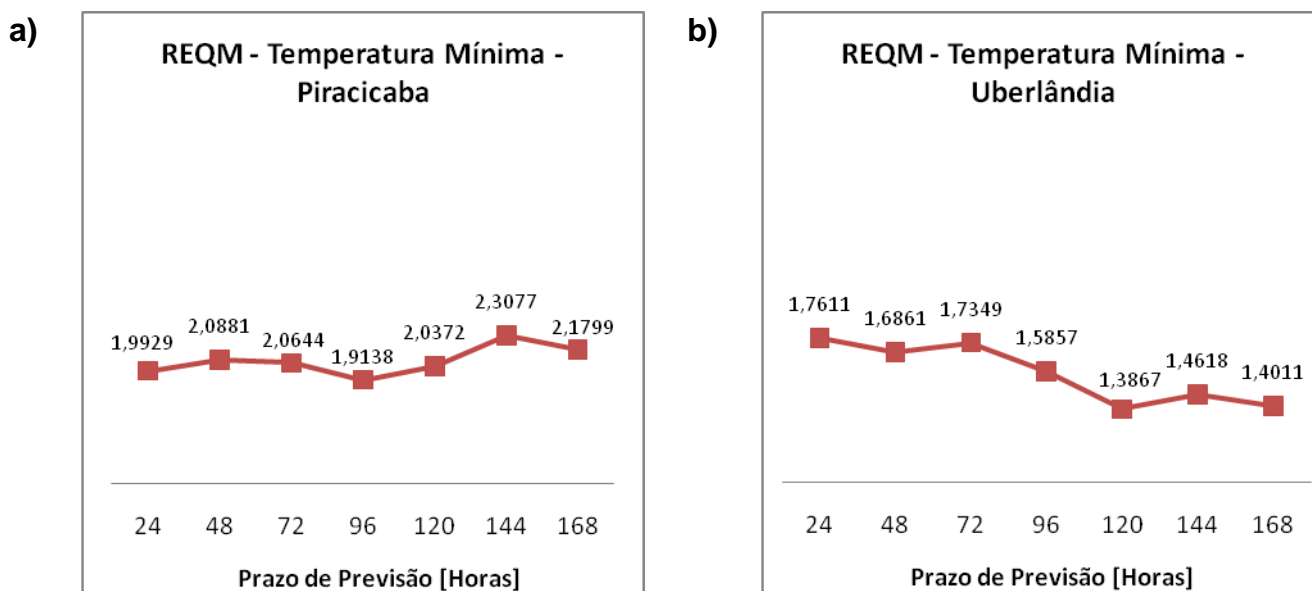 a)
REQM - Temperatura Mínima -
Piracicaba
1,9929
2,0881
2,0644
1,9138
2,0372
2,3077
2,1799
24 48 72 96 120 144 168
Prazo de Previsão [Horas]
b)
REQM - Temperatura Mínima -
Uberlândia
1,7611
1,6861
1,7349
1,5857
1,3867
1,4618
1,4011
24 48 72 96 120 144 168
Prazo de Previsão [Horas]